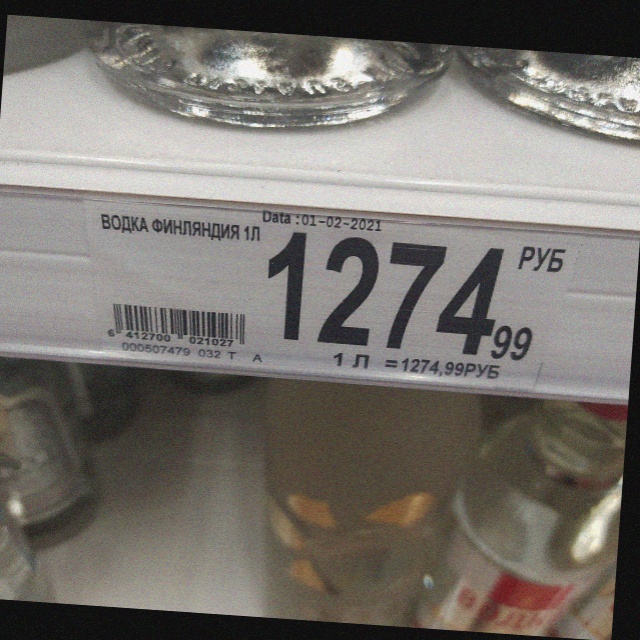 Data :01-02-2021
ВОДКА ФИНЛЯНДИЯ 1Л
1274 99 РУБ
6 412700 021027
000507479 032 Т А
1 Л =1274,99РУБ